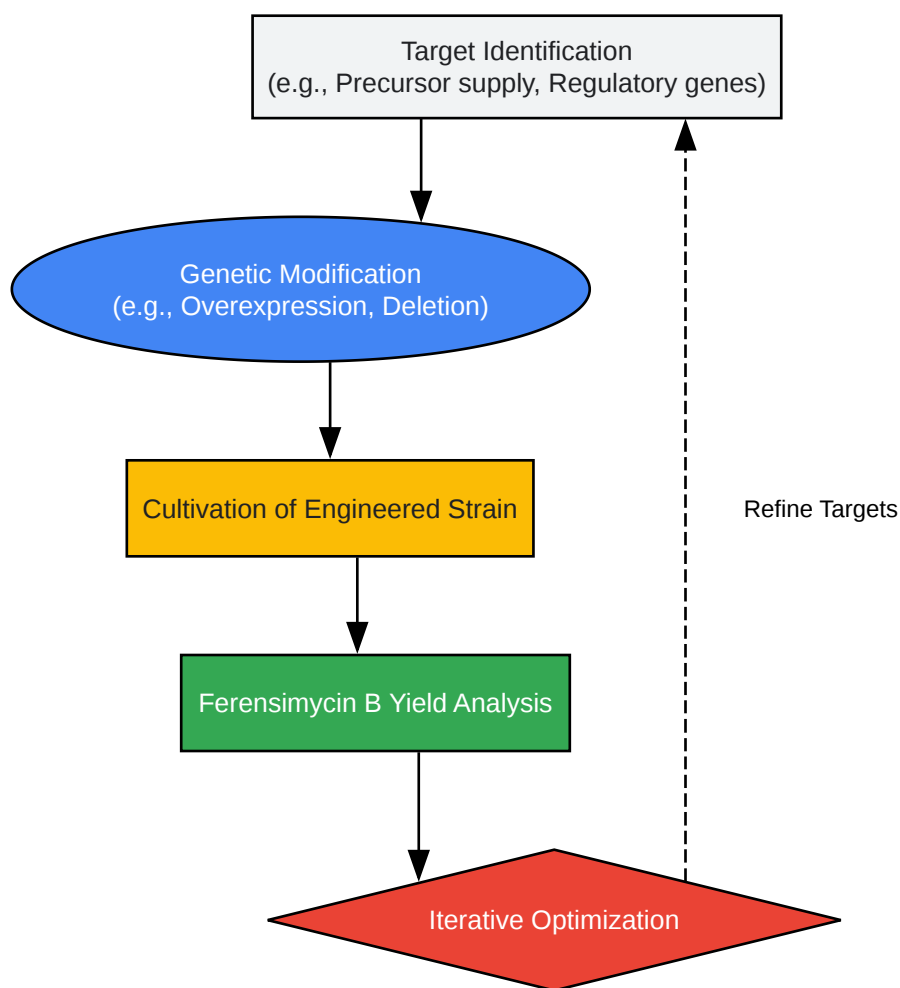 Target Identification
(e.g., Precursor supply, Regulatory genes)
Genetic Modification
(e.g., Overexpression, Deletion)
Cultivation of Engineered Strain
Refine Targets
Ferensimycin B Yield Analysis
Iterative Optimization